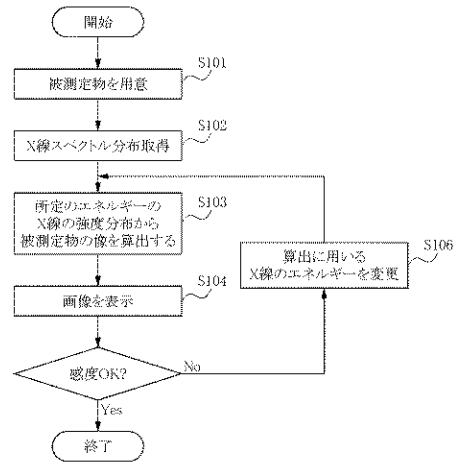 開始
S101
被測定物を用意
S102
X線スペクトル分布取得
S103
所定のエネルギーの
X線の強度分布から
被測定物の像を算出する
S104
画像を表示
S106
算出に用いる
X線のエネルギーを変更
感度OK?
No
Yes
終了